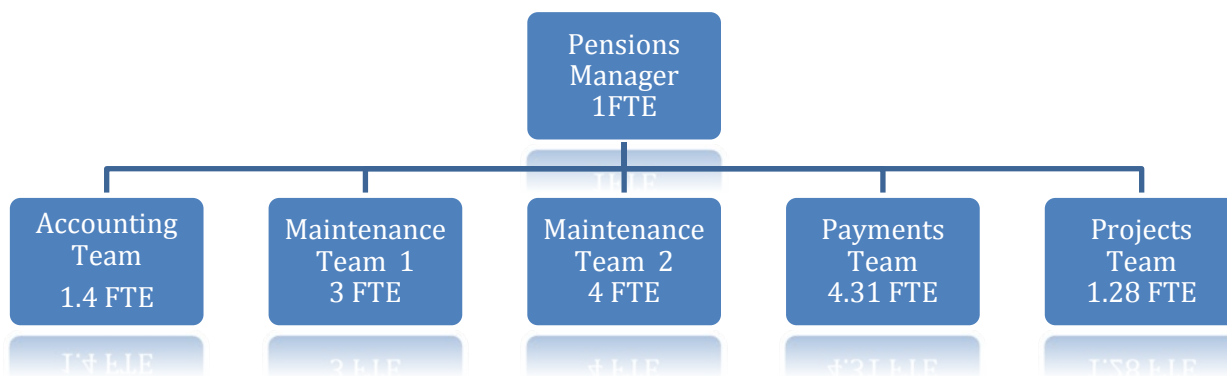 Pensions
Manager
1FTE
Accounting
Team
1.4 FTE
Maintenance
Team 1
3 FTE
Maintenance
Team 2
4 FTE
Payments
Team
4.31 FTE
Projects
Team
1.28 FTE